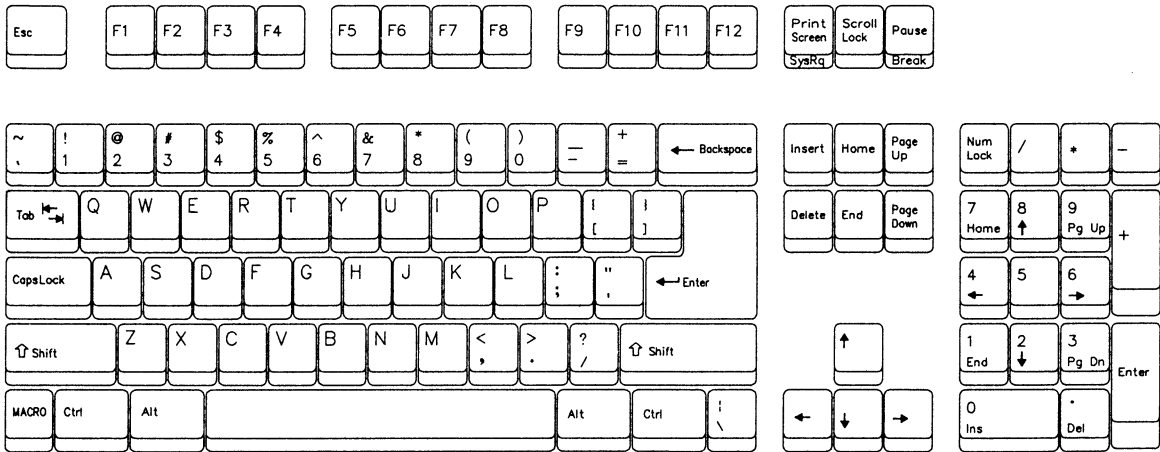 Esc F1 F2 F3 F4 F5 F6 F7 F8 F9 F10 F11 F12 Print Screen SysRq Scroll Lock Pause Break
~ ` ! 1 @ 2 # 3 $ 4 % 5 ^ 6 & 7 * 8 ( 9 ) 0 _ - + = ← Backspace Insert Home Page Up Num Lock / * -
Tab Q W E R T Y U I O P { [ } ] Delete End Page Down 7 Home 8 ↑ 9 Pg Up +
CapsLock A S D F G H J K L : ; " ' ↵ Enter 4 ← 5 6 →
⇧ Shift Z X C V B N M < , > . ? / ⇧ Shift ↑ 1 End 2 ↓ 3 Pg Dn Enter
MACRO Ctrl Alt Alt Ctrl ¦ \ ← ↓ → 0 Ins . Del